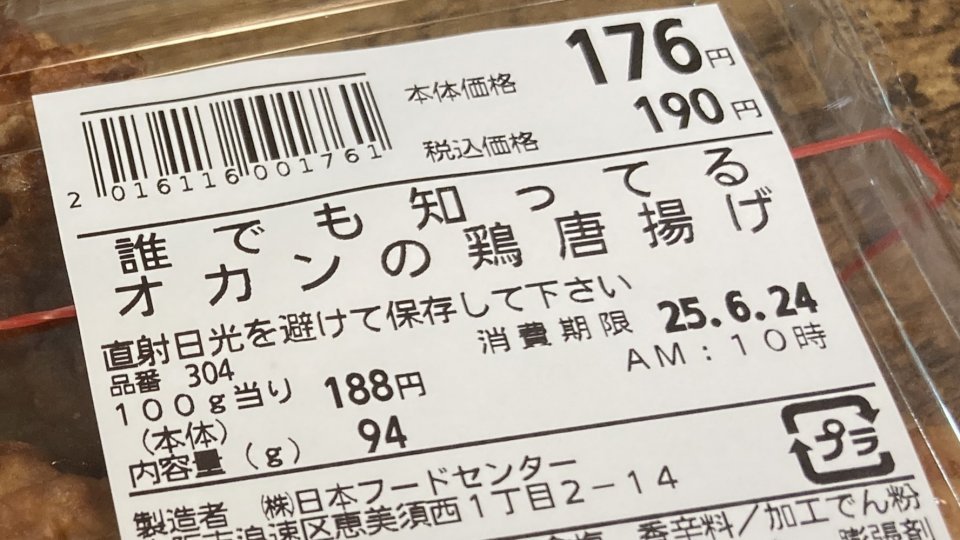 本体価格 176円
税込価格 190円
2 016116 001761
誰でも知ってる
オカンの鶏唐揚げ
直射日光を避けて保存して下さい
消費期限 25.6.24
AM:10時
品番 304
100g当り 188円
(本体)
内容量 (g) 94
プラ
製造者 (株)日本フードセンター
浪速区恵美須西1丁目2-14
香辛料/加工でん粉
膨張剤